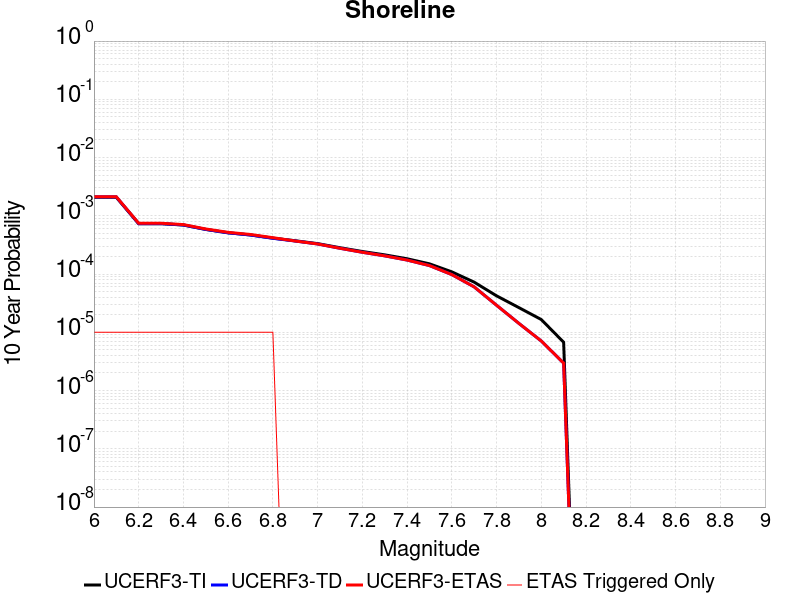 Shoreline
10 Year Probability
10^0
10^-1
10^-2
10^-3
10^-4
10^-5
10^-6
10^-7
10^-8
6 6.2 6.4 6.6 6.8 7 7.2 7.4 7.6 7.8 8 8.2 8.4 8.6 8.8 9
Magnitude
UCERF3-TI UCERF3-TD UCERF3-ETAS ETAS Triggered Only